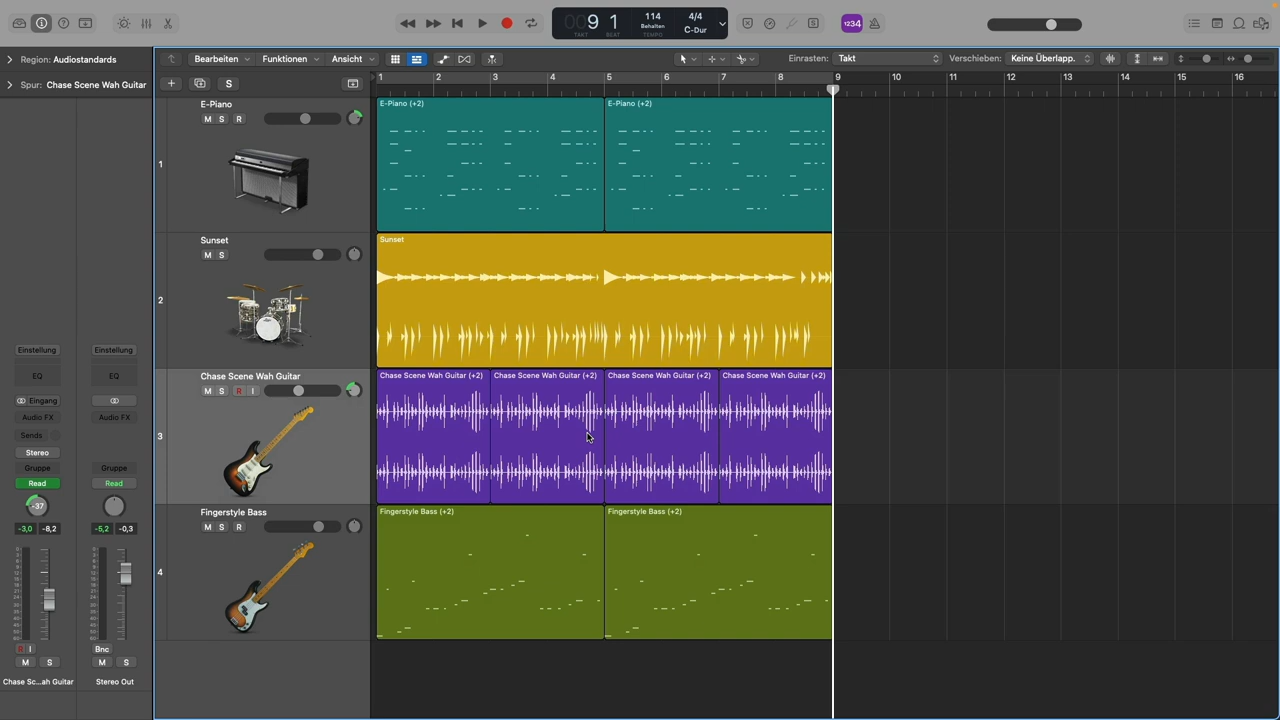 009 1 114 4/4
Behalten C-Dur
TAKT BEAT TEMPO
1234
Region: Audiostandards
Spur: Chase Scene Wah Guitar
Bearbeiten Funktionen Ansicht
Einrasten: Takt Verschieben: Keine Überlapp.
S
1 2 3 4 5 6 7 8 9 10 11 12 13 14 15 16
1
E-Piano
M S R
E-Piano (+2) E-Piano (+2)
2
Sunset
M S
Sunset
3
Chase Scene Wah Guitar
M S R I
Chase Scene Wah Guitar (+2) Chase Scene Wah Guitar (+2) Chase Scene Wah Guitar (+2) Chase Scene Wah Guitar (+2)
4
Fingerstyle Bass
M S R
Fingerstyle Bass (+2) Fingerstyle Bass (+2)
Einstellung Einstellung
EQ EQ
Eingang
Audio FX Audio FX
Sends
Stereo
Gruppe Gruppe
Read Read
-37
-3,0 -8,2 -5,2 -0,3
R I Bnc
M S M S
Chase Sc...ah Guitar Stereo Out